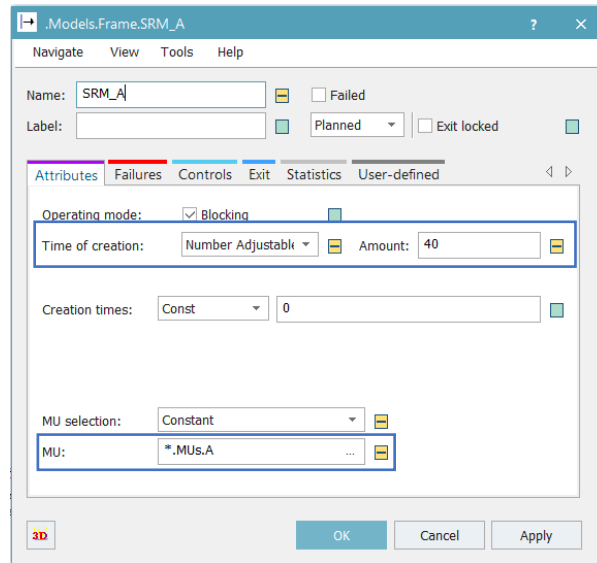 .Models.Frame.SRM_A ? ×
Navigate View Tools Help
Name: SRM_A Failed
Label: Planned Exit locked
Attributes Failures Controls Exit Statistics User-defined
Operating mode: Blocking
Time of creation: Number Adjustabl Amount: 40
Creation times: Const 0
MU selection: Constant
MU: *.MUs.A ...
3D OK Cancel Apply